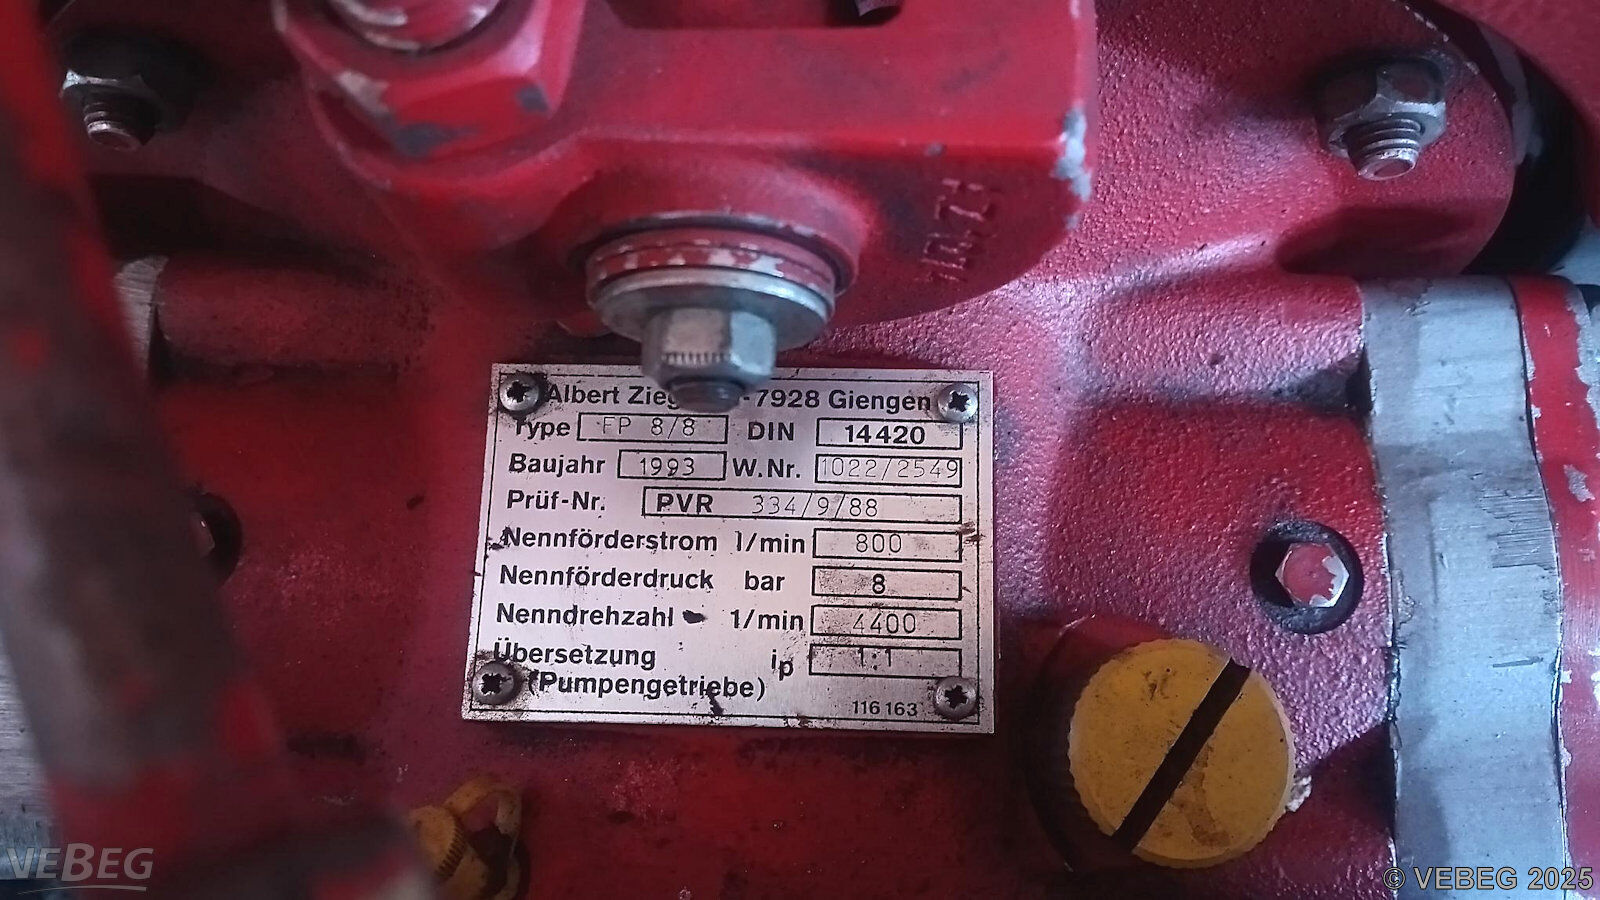 Albert Zieg -7928 Giengen
Type FP 8/8 DIN 14420
Baujahr 1993 W.Nr. 1022/2549
Prüf-Nr. PVR 334/9/88
Nennförderstrom l/min 800
Nennförderdruck bar 8
Nenndrehzahl 1/min 4400
Übersetzung ip 1:1
(Pumpengetriebe)
116 163
VEBEG
© VEBEG 2025